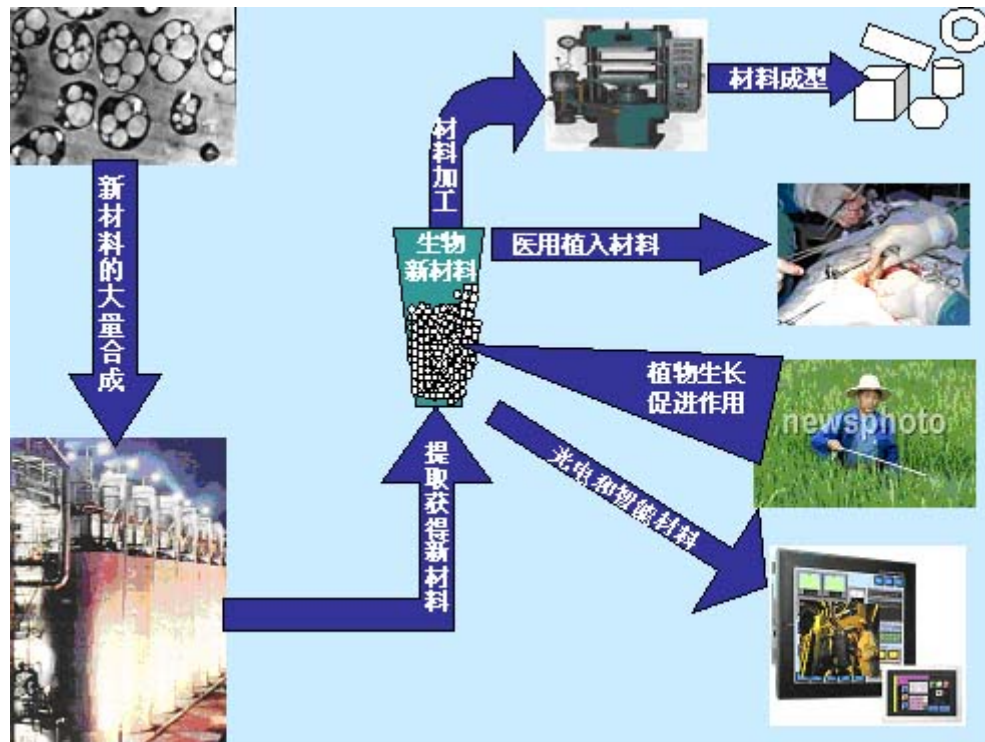 材料成型
材料加工
新材料的大量合成
生物
新材料
医用植入材料
植物生长
促进作用
newsphoto
光电和智能材料
提取获得新材料